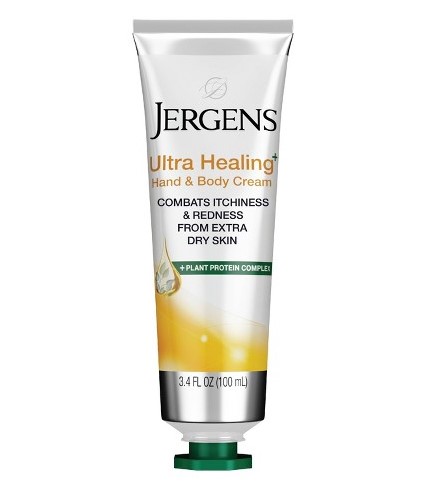 JERGENS
Ultra Healing+
Hand & Body Cream
COMBATS ITCHINESS
& REDNESS
FROM EXTRA
DRY SKIN
+ PLANT PROTEIN COMPLEX
3.4 FL OZ (100 mL)